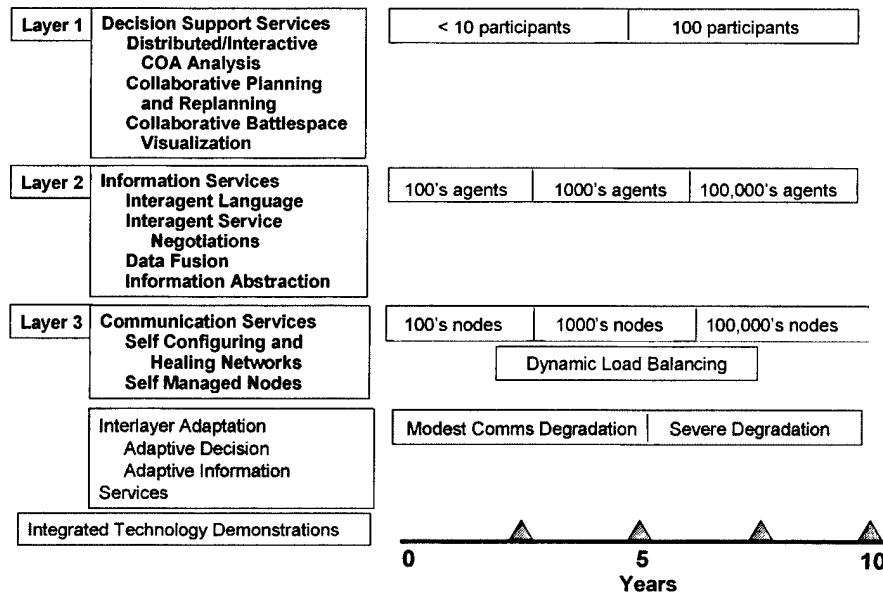 Layer 1
Decision Support Services
Distributed/Interactive
COA Analysis
Collaborative Planning
and Replanning
Collaborative Battlespace
Visualization
< 10 participants
100 participants
Layer 2
Information Services
Interagent Language
Interagent Service
Negotiations
Data Fusion
Information Abstraction
100's agents
1000's agents
100,000's agents
Layer 3
Communication Services
Self Configuring and
Healing Networks
Self Managed Nodes
100's nodes
1000's nodes
100,000's nodes
Dynamic Load Balancing
Interlayer Adaptation
Adaptive Decision
Adaptive Information
Services
Modest Comms Degradation
Severe Degradation
Integrated Technology Demonstrations
0
5
10
Years